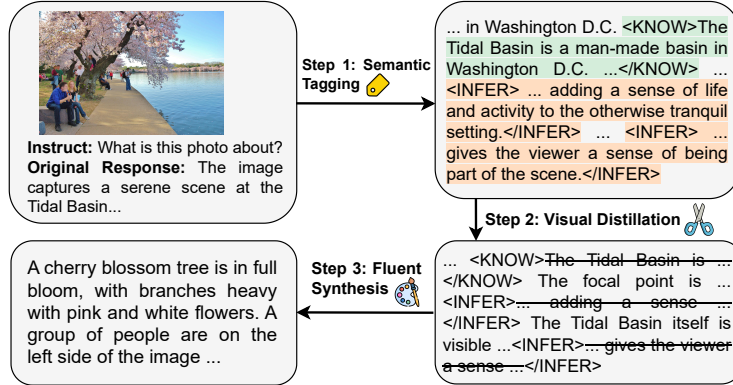 Instruct: What is this photo about?
Original Response: The image
captures a serene scene at the
Tidal Basin...
Step 1: Semantic
Tagging
... in Washington D.C. <KNOW>The
Tidal Basin is a man-made basin in
Washington D.C. ...</KNOW> ...
<INFER> ... adding a sense of life
and activity to the otherwise tranquil
setting.</INFER> ... <INFER> ...
gives the viewer a sense of being
part of the scene.</INFER>
Step 2: Visual Distillation
... <KNOW>The Tidal Basin is ...
</KNOW> The focal point is ...
<INFER>... adding a sense ...
</INFER> The Tidal Basin itself is
visible ...<INFER>... gives the viewer
a sense ...</INFER>
Step 3: Fluent
Synthesis
A cherry blossom tree is in full
bloom, with branches heavy
with pink and white flowers. A
group of people are on the
left side of the image ...